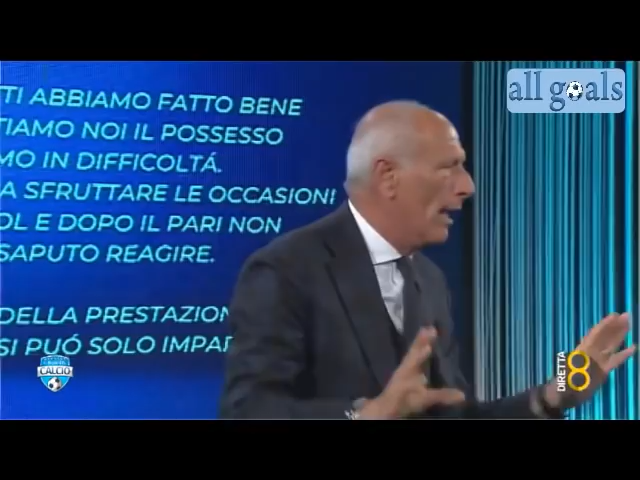 all goals
TI ABBIAMO FATTO BENE
TIAMO NOI IL POSSESSO
MO IN DIFFICOLTÁ.
A SFRUTTARE LE OCCASIONI
OL E DOPO IL PARI NON
SAPUTO REAGIRE.
DELLA PRESTAZION
SI PUÓ SOLO IMPAR
CALCIO
DIRETTA
8